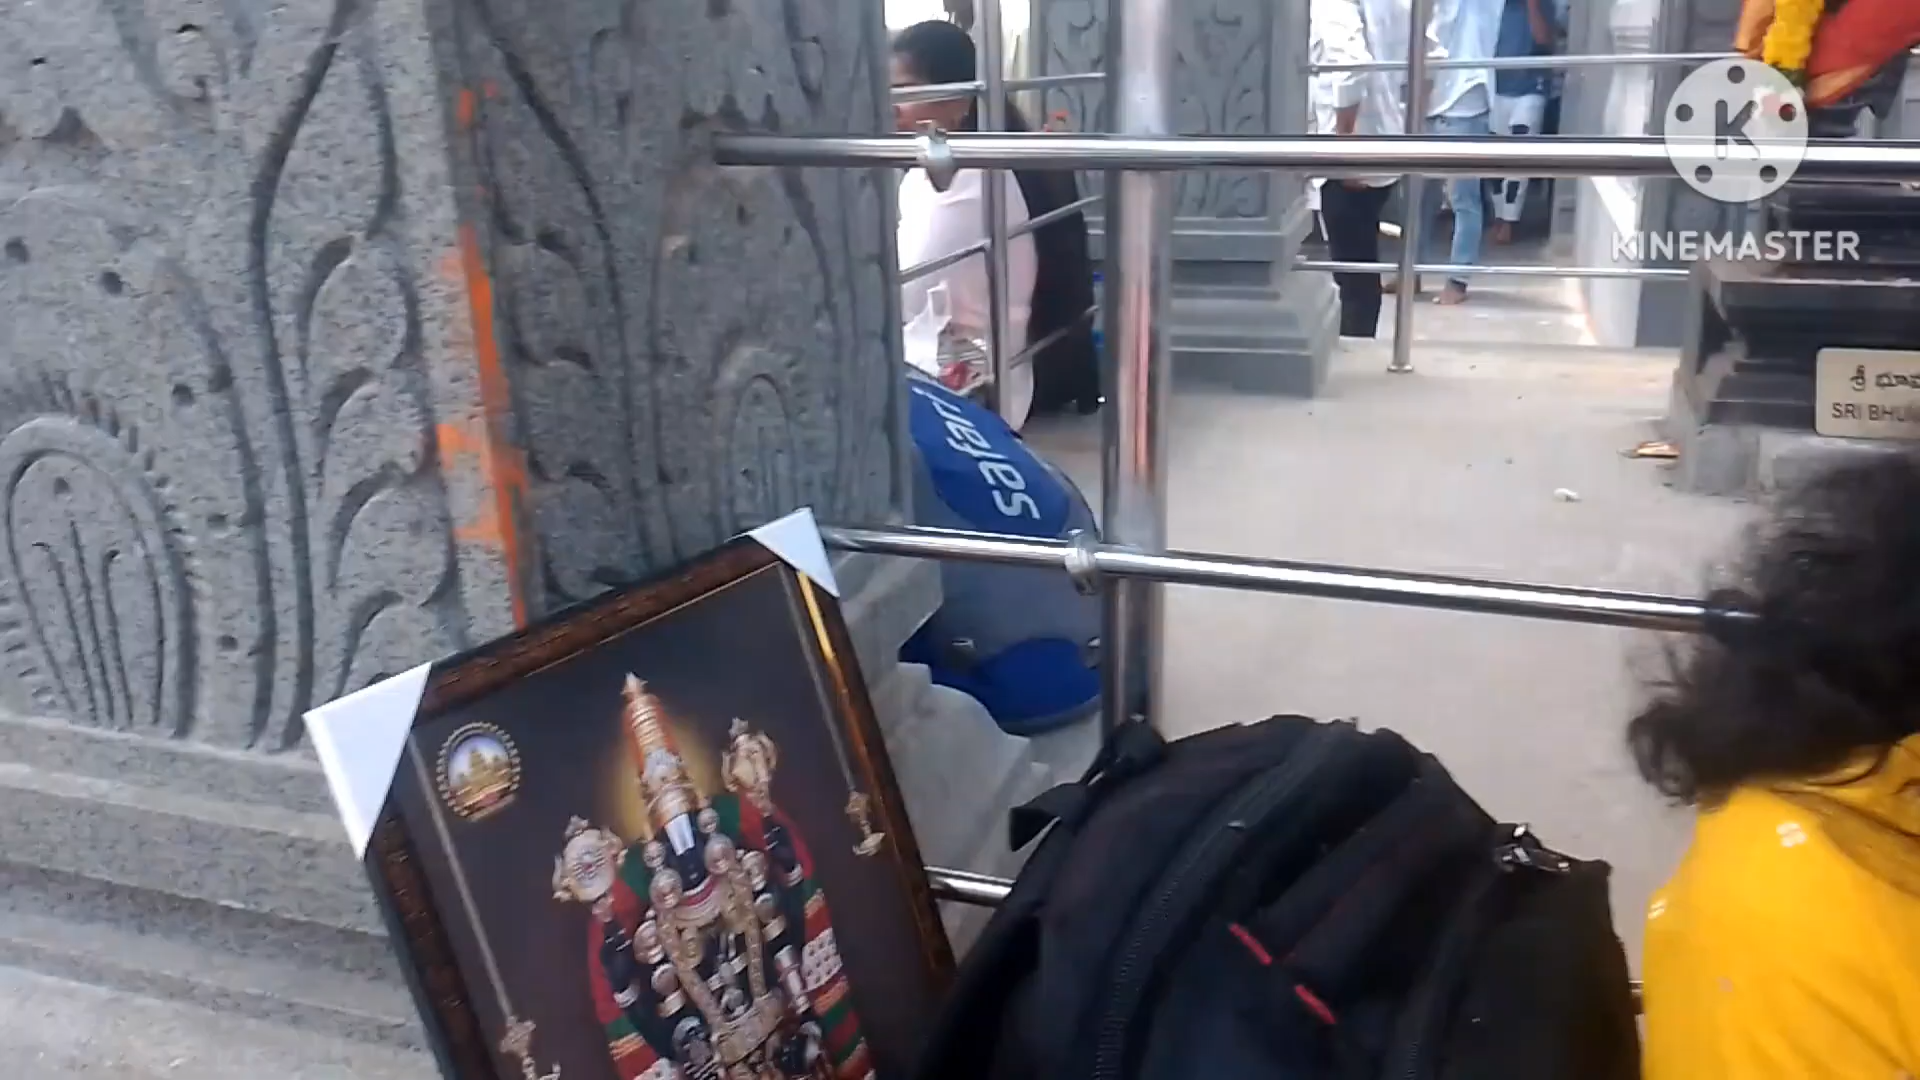 K
KINEMASTER
safari
శ్రీ
SRI